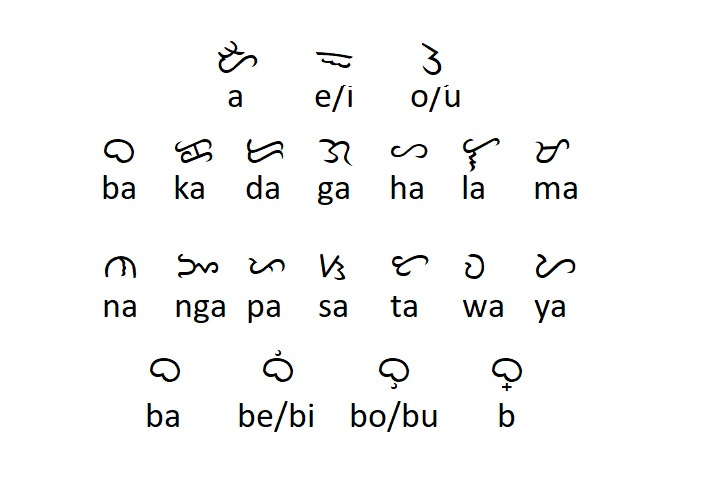 ᜀ ᜁ ᜂ
a e/i o/u
ᜊ ᜃ ᜇ ᜄ ᜑ ᜎ ᜋ
ba ka da ga ha la ma
ᜈ ᜅ ᜉ ᜐ ᜆ ᜏ ᜌ
na nga pa sa ta wa ya
ᜊ ᜊᜒ ᜊᜓ ᜊ᜔
ba be/bi bo/bu b